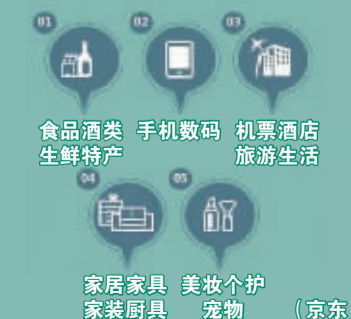 01 02 03
食品酒类 手机数码 机票酒店
生鲜特产 旅游生活
04 05
家居家具 美妆个护
家装厨具 宠物 （京东